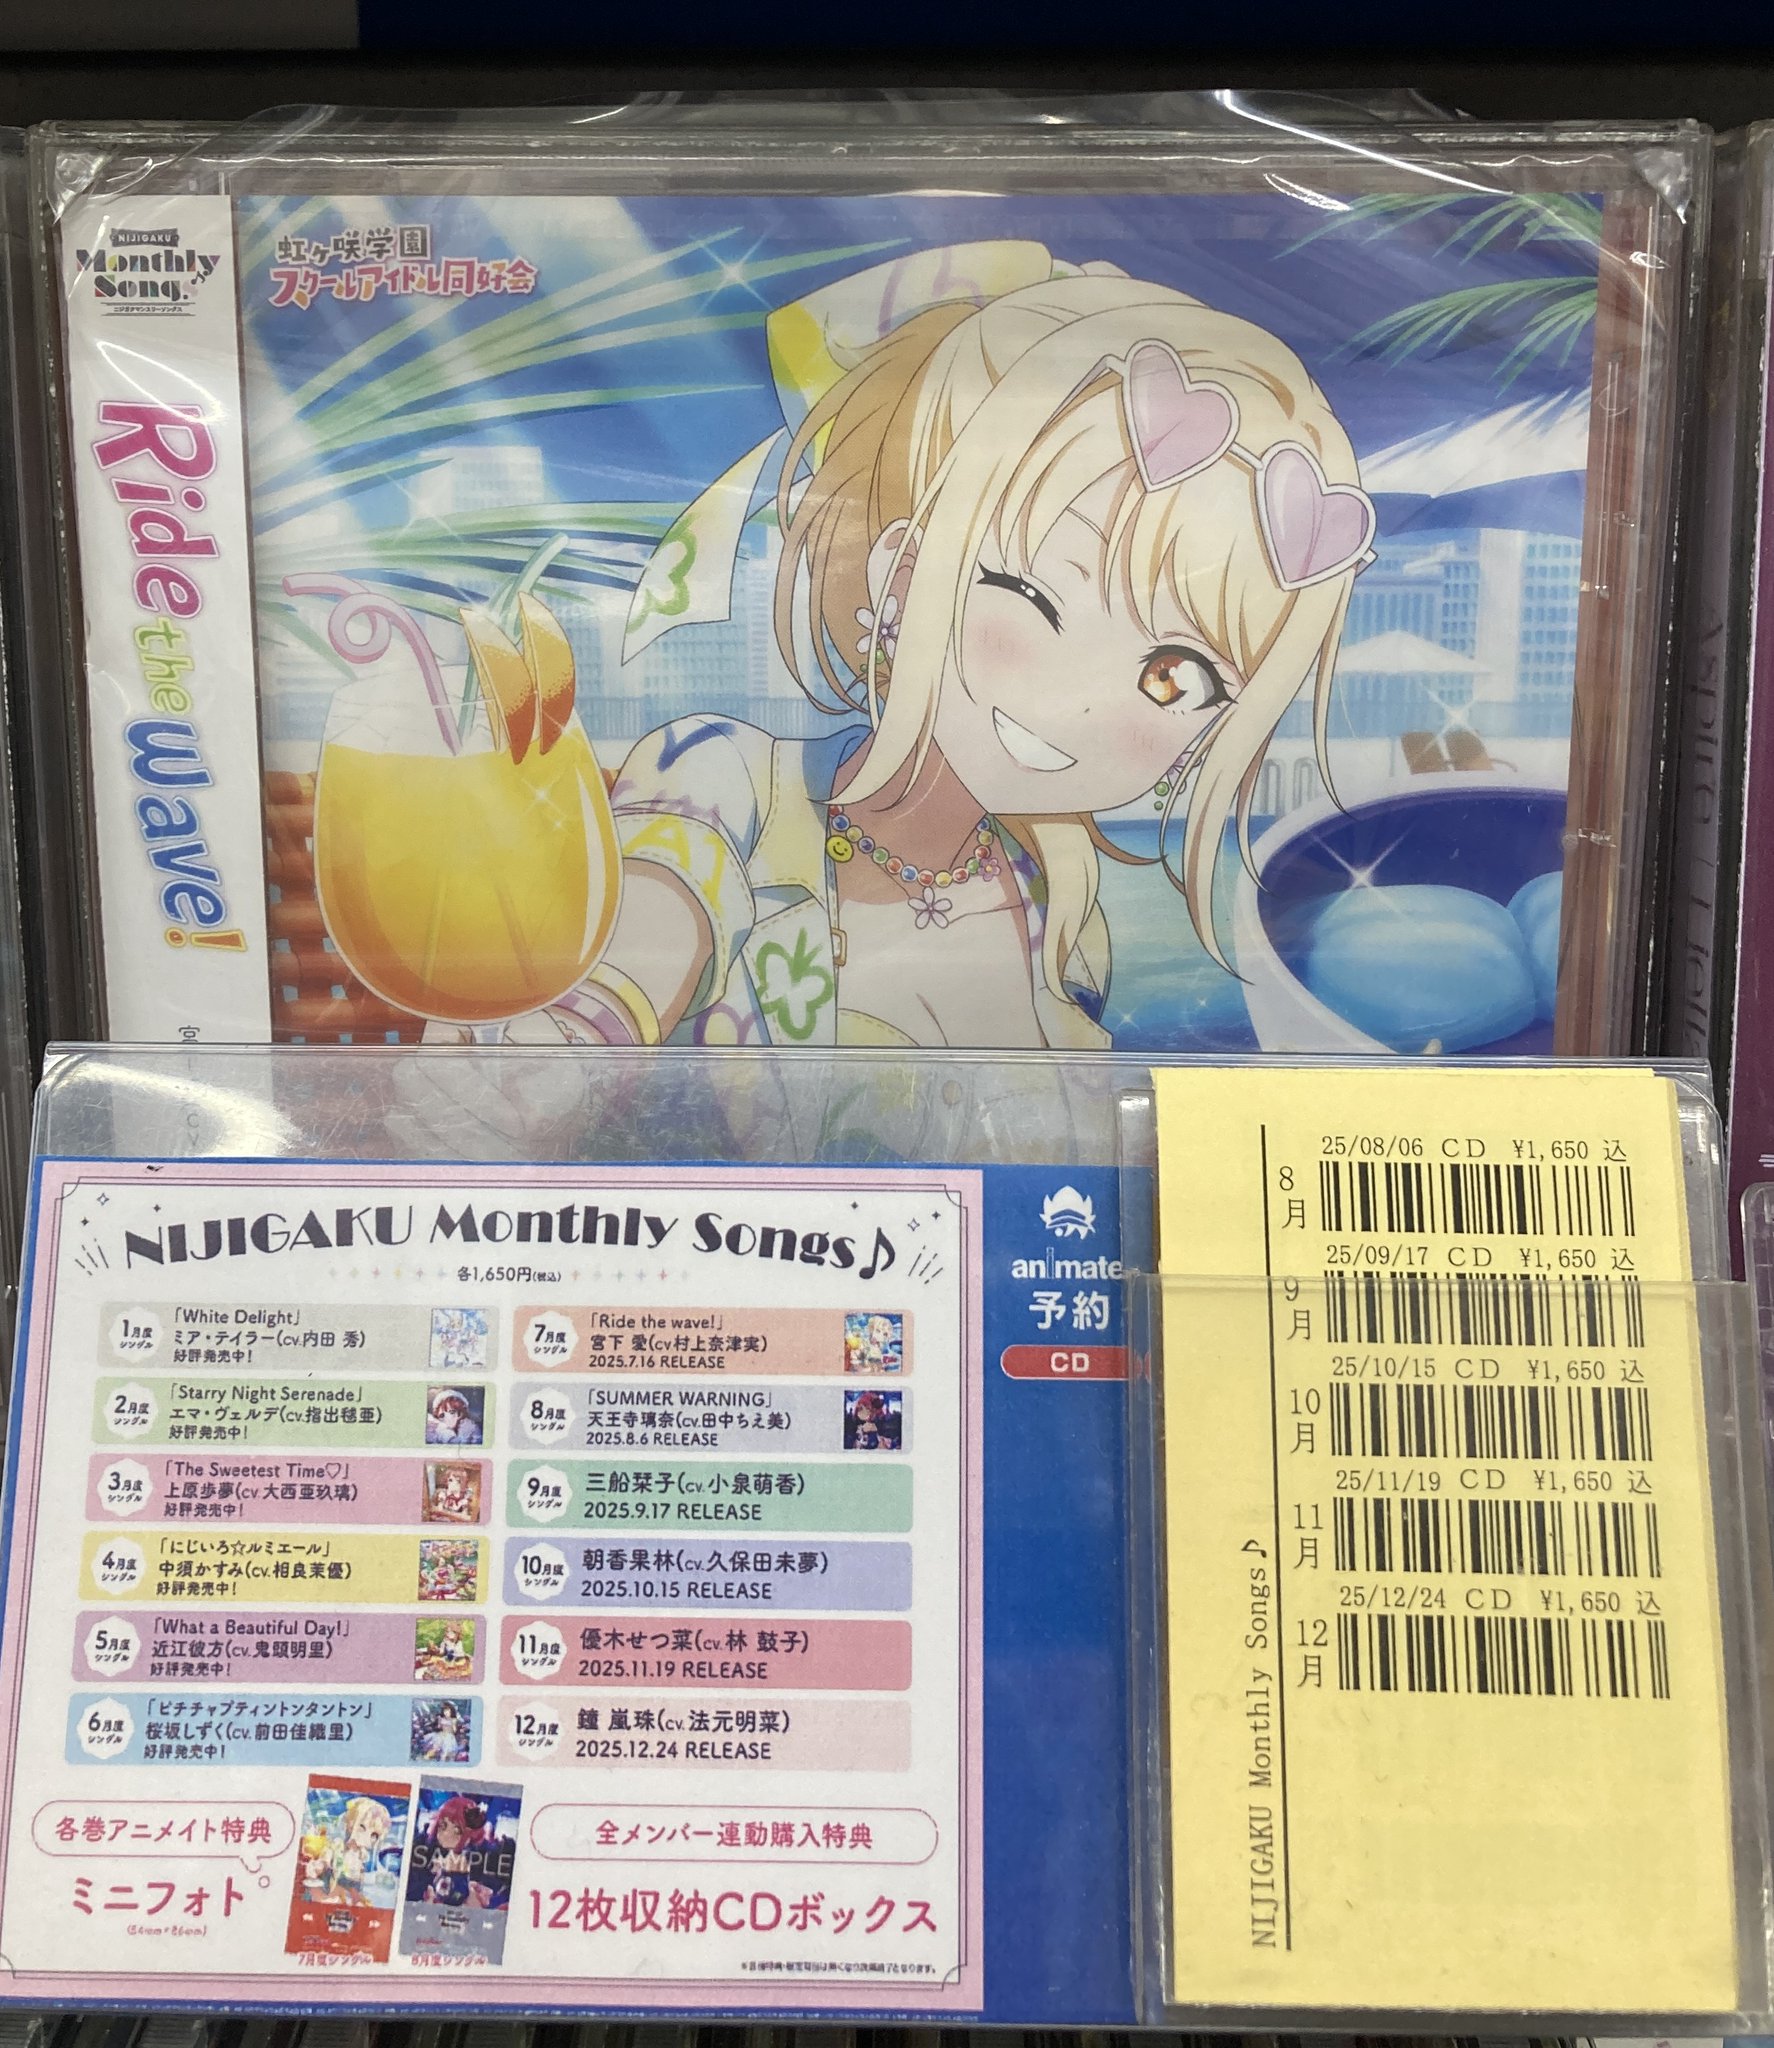 NIJIGAKU
Monthly
Song♪
ニジガクマンスリーソングス
Ride the wave!
宮
虹ヶ咲学園
スクールアイドル同好会
NIJIGAKU Monthly Songs♪
各1,650円(税込)
1月度
シングル
「White Delight」
ミア・テイラー(cv.内田 秀)
好評発売中!
2月度
シングル
「Starry Night Serenade」
エマ・ヴェルデ(cv.指出毬亜)
好評発売中!
3月度
シングル
「The Sweetest Time♡」
上原歩夢(cv.大西亜玖璃)
好評発売中!
4月度
シングル
「にじいろ☆ルミエール」
中須かすみ(cv.相良茉優)
好評発売中!
5月度
シングル
「What a Beautiful Day!」
近江彼方(cv.鬼頭明里)
好評発売中!
6月度
シングル
「ピチチャプティントンタントン」
桜坂しずく(cv.前田佳織里)
好評発売中!
7月度
シングル
「Ride the wave!」
宮下 愛(cv村上奈津実)
2025.7.16 RELEASE
8月度
シングル
「SUMMER WARNING」
天王寺璃奈(cv.田中ちえ美)
2025.8.6 RELEASE
9月度
シングル
三船栞子(cv.小泉萌香)
2025.9.17 RELEASE
10月度
シングル
朝香果林(cv.久保田未夢)
2025.10.15 RELEASE
11月度
シングル
優木せつ菜(cv.林 鼓子)
2025.11.19 RELEASE
12月度
シングル
鐘 嵐珠(cv.法元明菜)
2025.12.24 RELEASE
各巻アニメイト特典
ミニフォト
SAMPLE
7月度シングル
8月度シングル
全メンバー連動購入特典
12枚収納CDボックス
animate
予約
CD
25/08/06 CD ¥1,650 込
8月
25/09/17 CD ¥1,650 込
9月
25/10/15 CD ¥1,650 込
10月
25/11/19 CD ¥1,650 込
11月
25/12/24 CD ¥1,650 込
12月
NIJIGAKU Monthly Songs♪